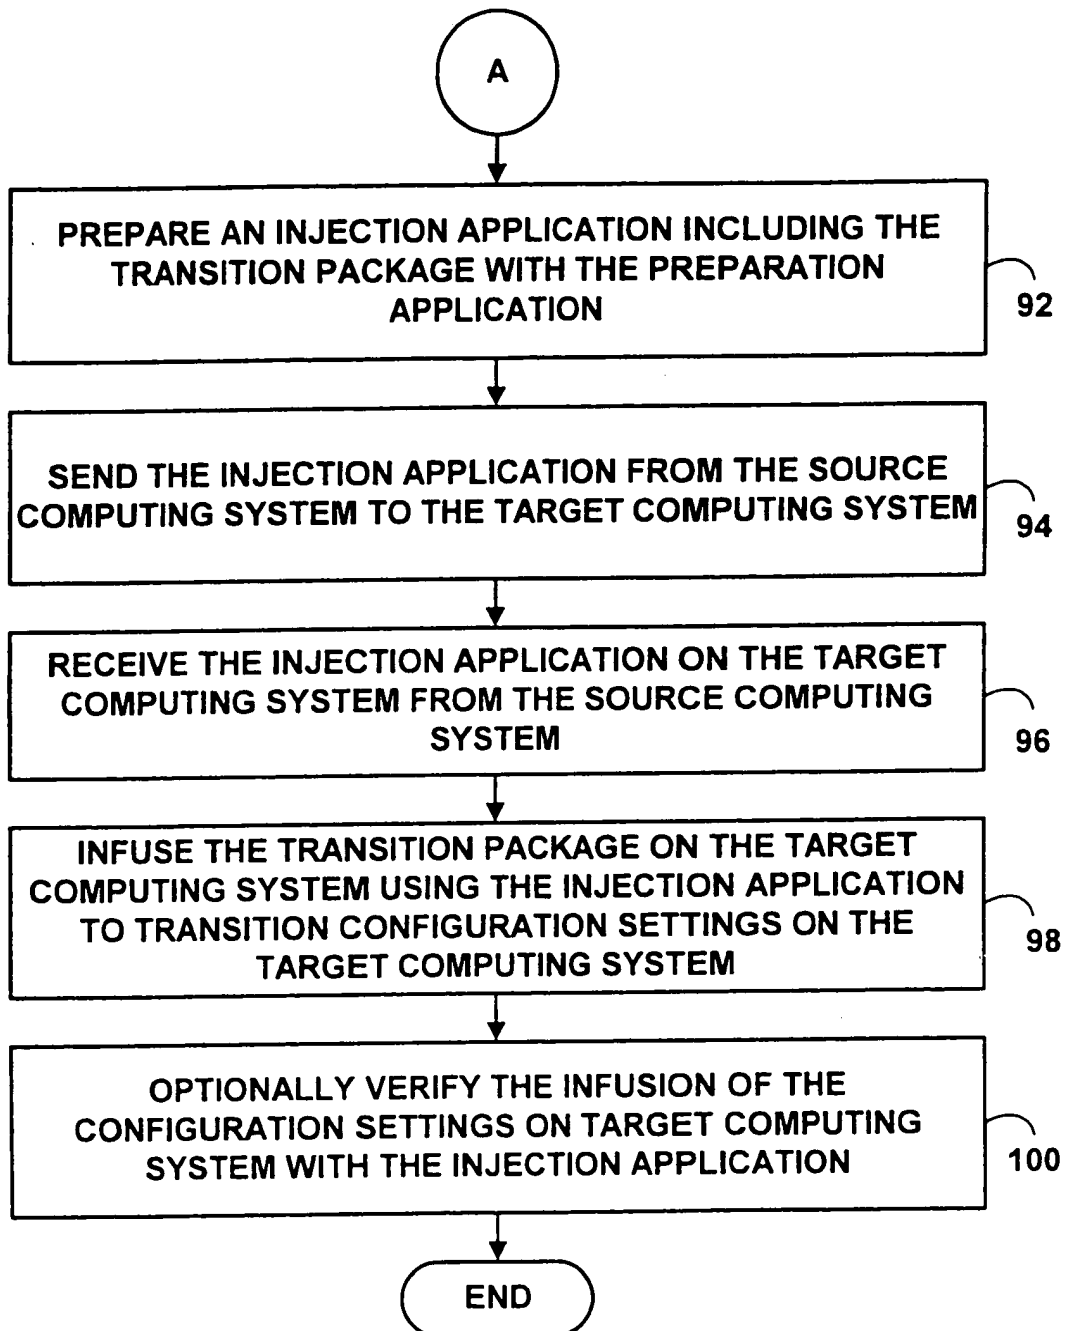 A
PREPARE AN INJECTION APPLICATION INCLUDING THE
TRANSITION PACKAGE WITH THE PREPARATION
APPLICATION
92
SEND THE INJECTION APPLICATION FROM THE SOURCE
COMPUTING SYSTEM TO THE TARGET COMPUTING SYSTEM
94
RECEIVE THE INJECTION APPLICATION ON THE TARGET
COMPUTING SYSTEM FROM THE SOURCE COMPUTING
SYSTEM
96
INFUSE THE TRANSITION PACKAGE ON THE TARGET
COMPUTING SYSTEM USING THE INJECTION APPLICATION
TO TRANSITION CONFIGURATION SETTINGS ON THE
TARGET COMPUTING SYSTEM
98
OPTIONALLY VERIFY THE INFUSION OF THE
CONFIGURATION SETTINGS ON TARGET COMPUTING
SYSTEM WITH THE INJECTION APPLICATION
100
END